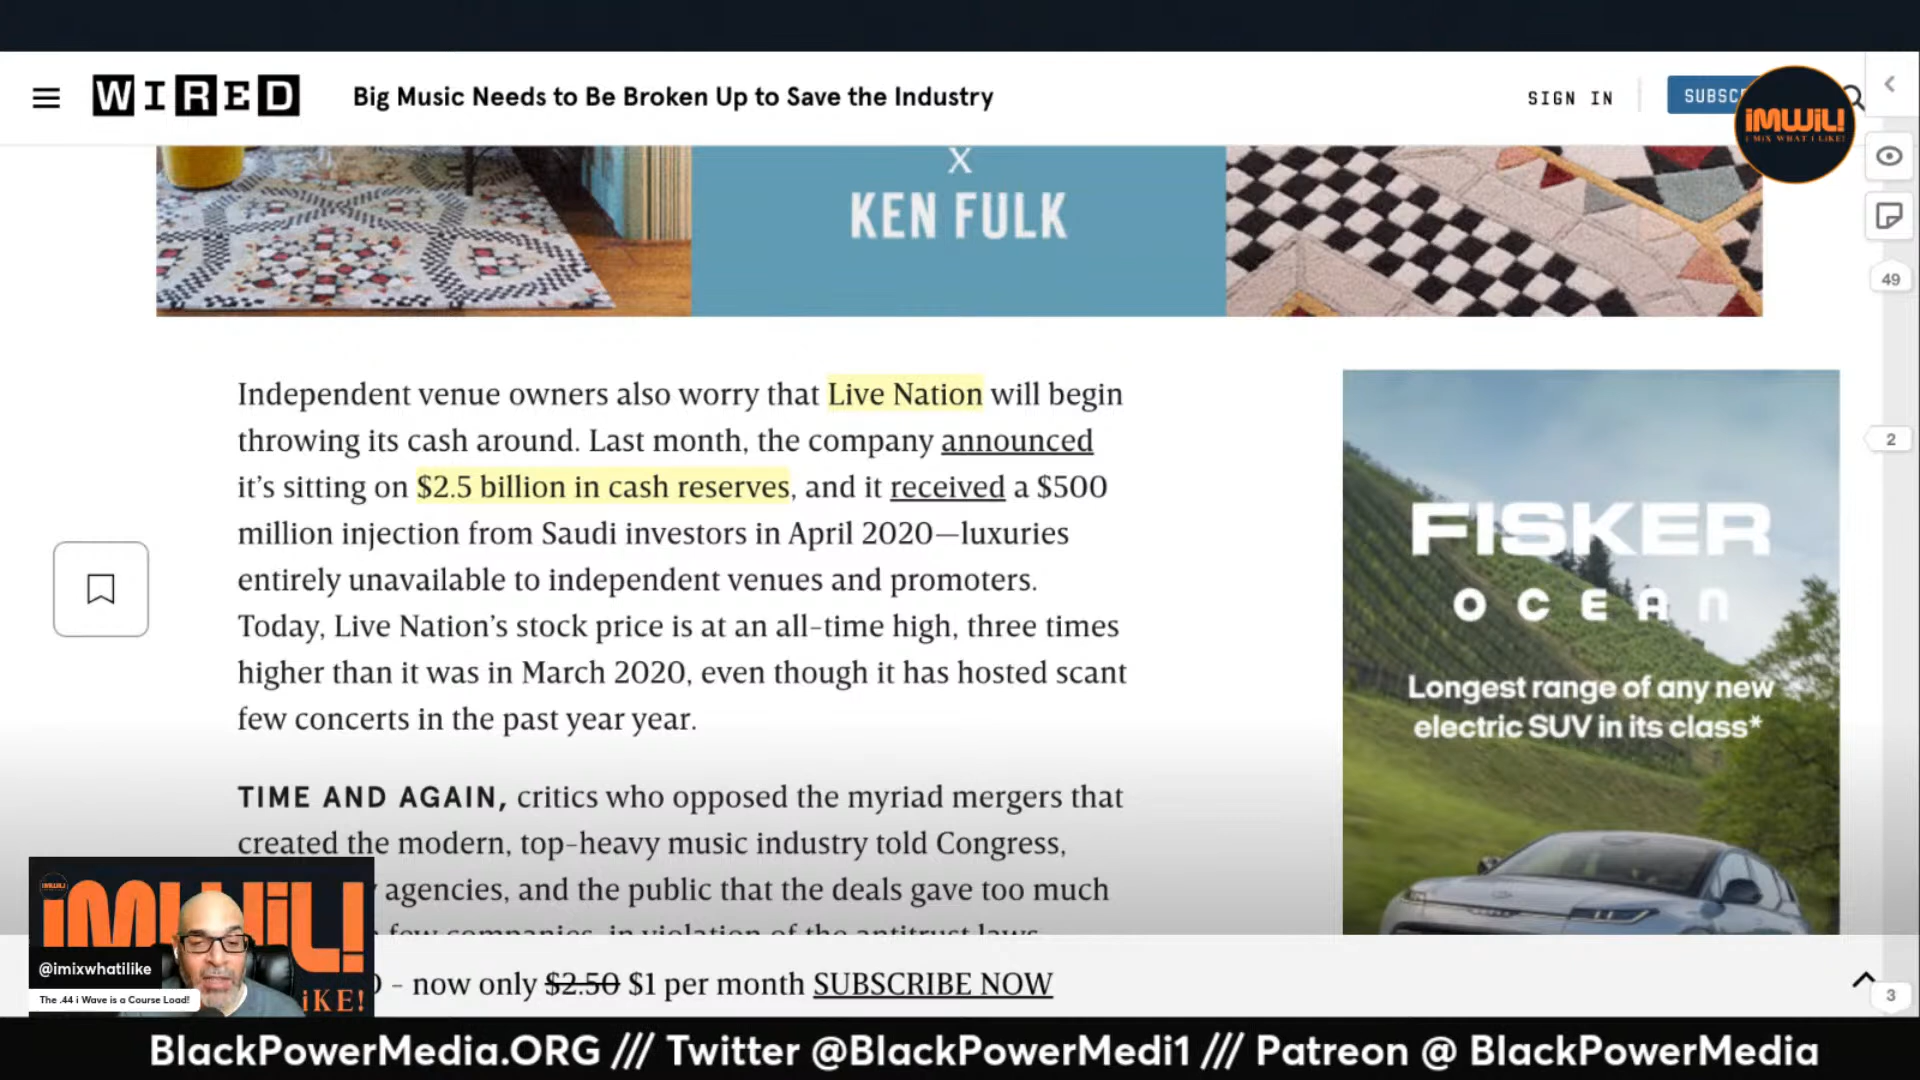 WIRED
Big Music Needs to Be Broken Up to Save the Industry
SIGN IN
SUBSC
iMWiL!
I MIX WHAT I LIKE!
X
KEN FULK
49
Independent venue owners also worry that Live Nation will begin
throwing its cash around. Last month, the company announced
it's sitting on $2.5 billion in cash reserves, and it received a $500
million injection from Saudi investors in April 2020—luxuries
entirely unavailable to independent venues and promoters.
Today, Live Nation's stock price is at an all-time high, three times
higher than it was in March 2020, even though it has hosted scant
few concerts in the past year year.
2
FISKER
OCEAN
Longest range of any new
electric SUV in its class*
TIME AND AGAIN, critics who opposed the myriad mergers that
created the modern, top-heavy music industry told Congress,
agencies, and the public that the deals gave too much
few companies, in violation of the antitrust laws
iMWiL!
@imixwhatilike
The .44 i Wave is a Course Load!
iKE!
- now only $2.50 $1 per month SUBSCRIBE NOW
3
BlackPowerMedia.ORG /// Twitter @BlackPowerMedi1 /// Patreon @ BlackPowerMedia